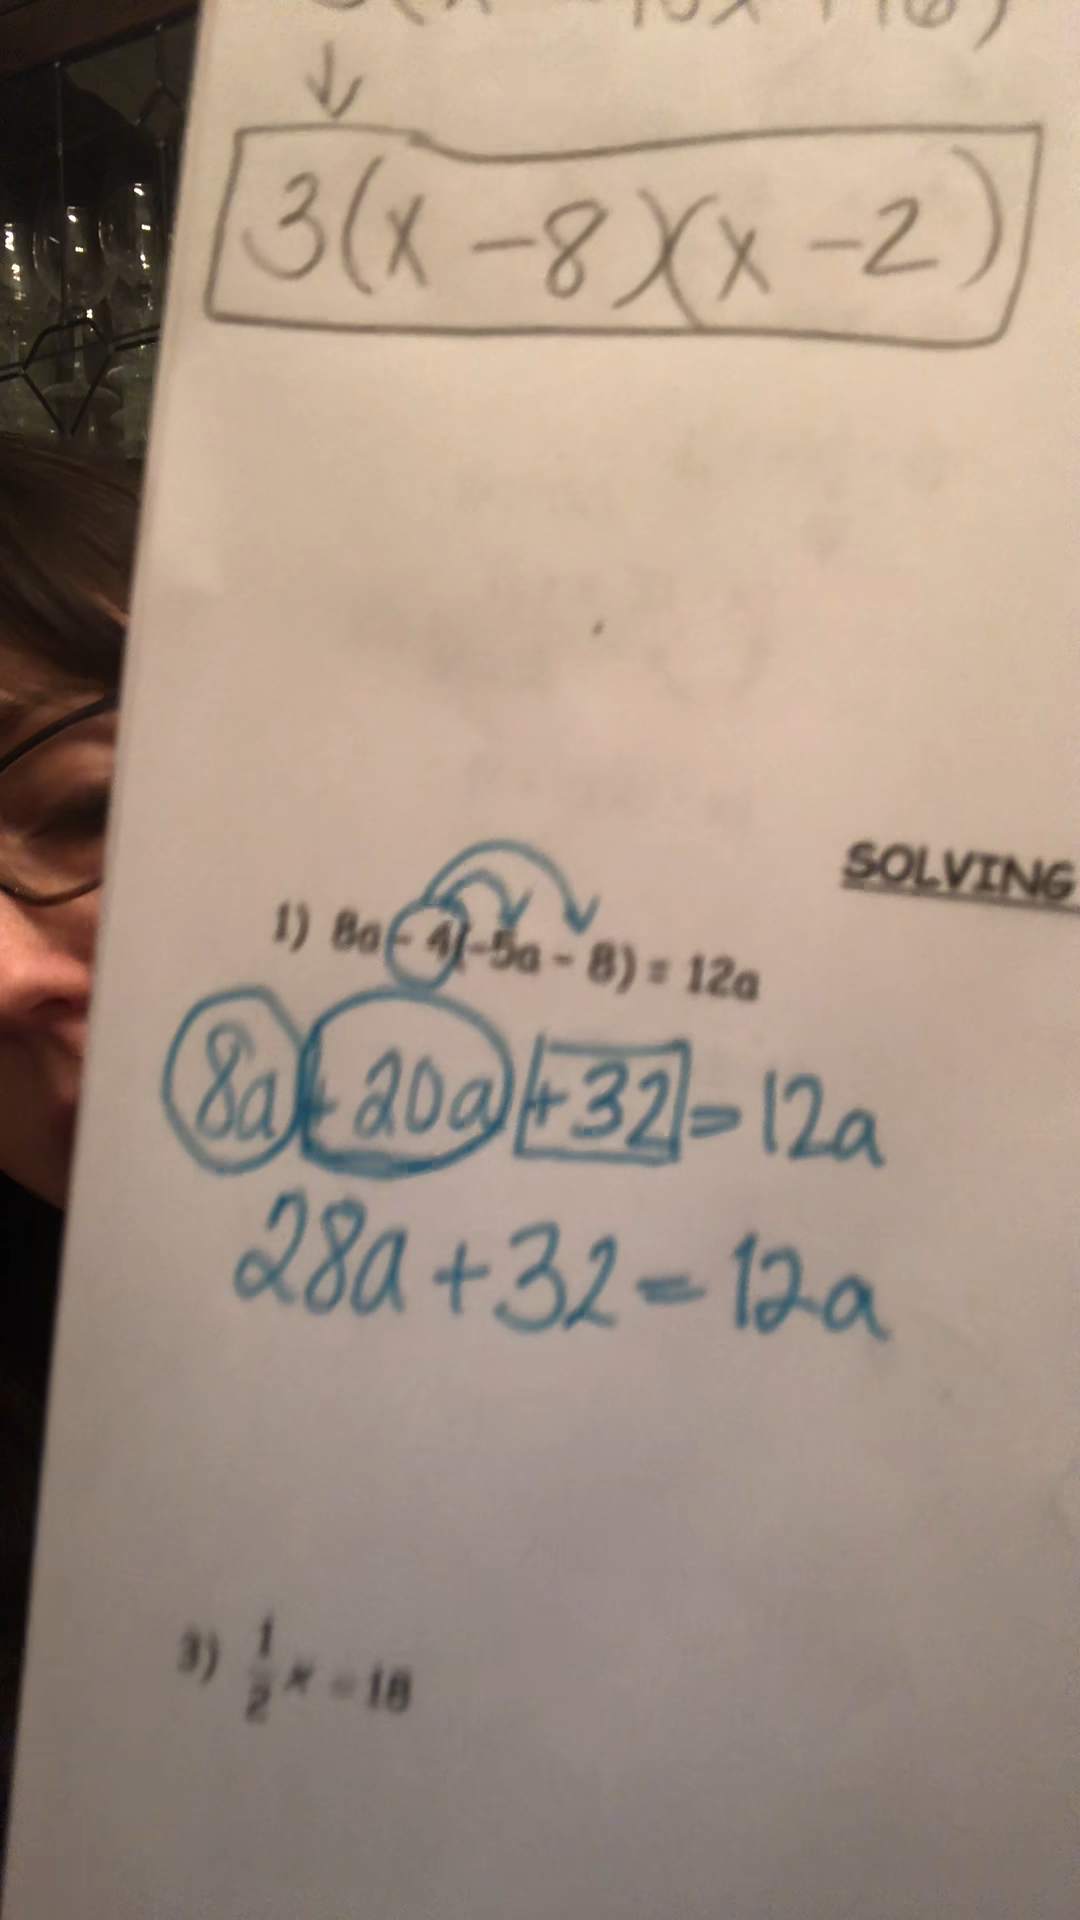 3(x - 8)(x - 2)
SOLVING
1) 8a - 4(-5a - 8) = 12a
8a + 20a + 32 = 12a
28a + 32 = 12a
3) 1/2 x = 18